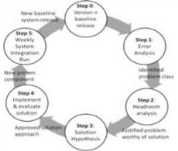 Step 0:
Version n
baseline
release
New baseline
system release
Step 1:
Error
Analysis
Identified
problem class
Step 2:
Headroom
analysis
Justified problem
worthy of solution
Step 3:
Solution
Hypothesis
Approved solution
approach
Step 4:
Implement
& evaluate
solution
New proven
component
Step 5:
Weekly
System
Integration
Run